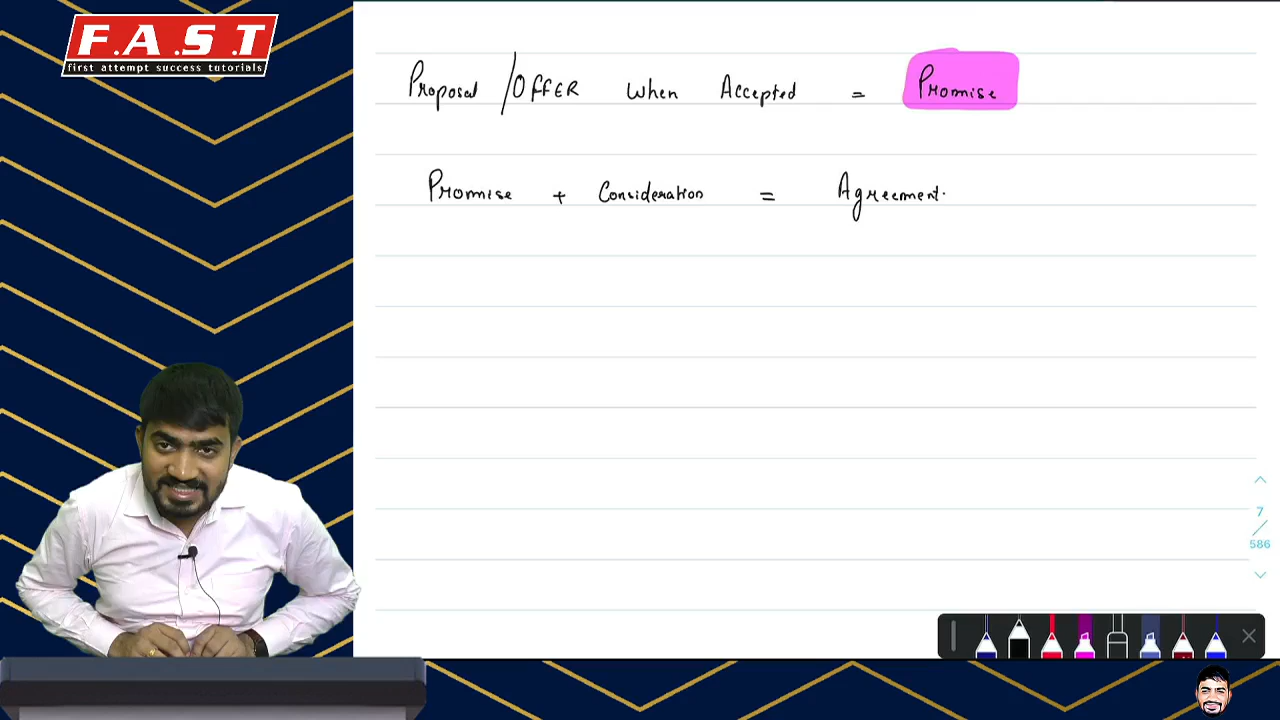 F.A.S.T
first attempt success tutorials
Proposal /OFFER When Accepted = Promise
Promise + Consideration = Agreement.
7
586